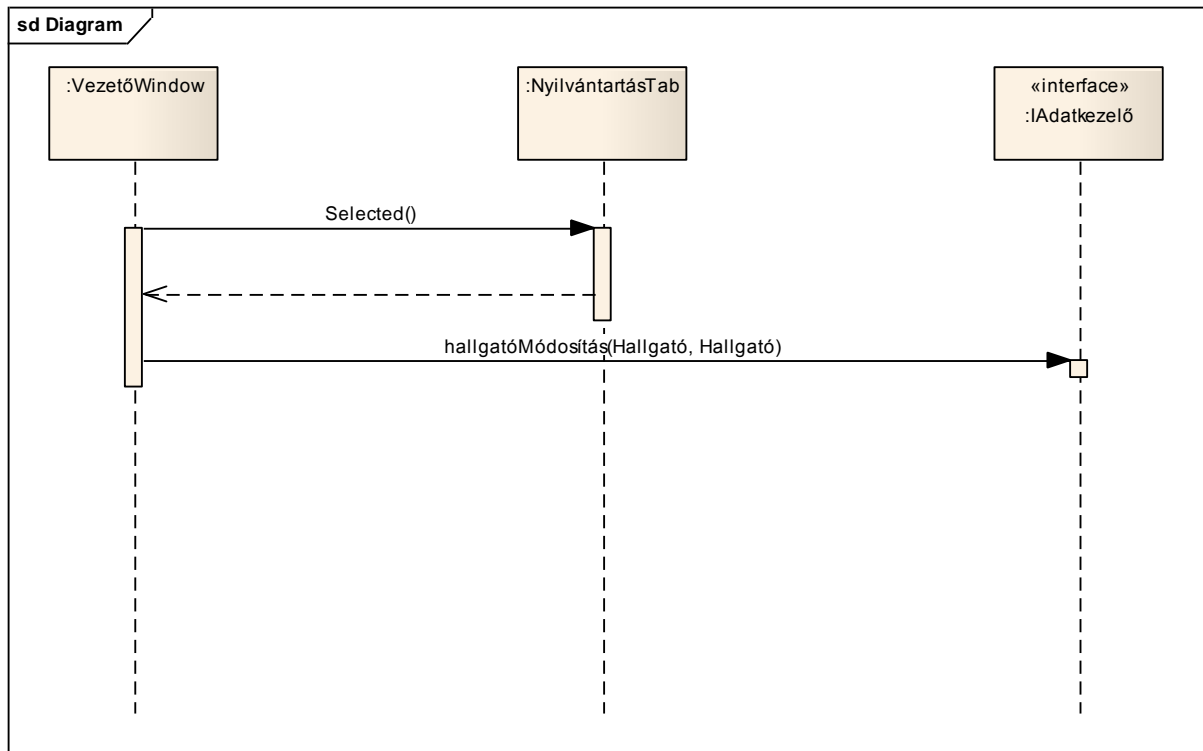 sd Diagram
:VezetőWindow
:NyilvántartásTab
«interface»
:IAdatkezelő
Selected()
hallgatóMódosítás(Hallgató, Hallgató)